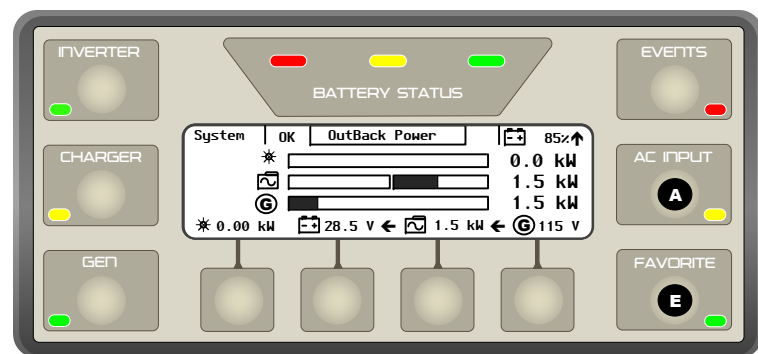 INVERTER
EVENTS
BATTERY STATUS
System OK OutBack Power 85%
0.0 kW
CHARGER
AC INPUT
1.5 kW
A
G 1.5 kW
0.00 kW 28.5 V 1.5 kW G 115 V
GEN
FAVORITE
E